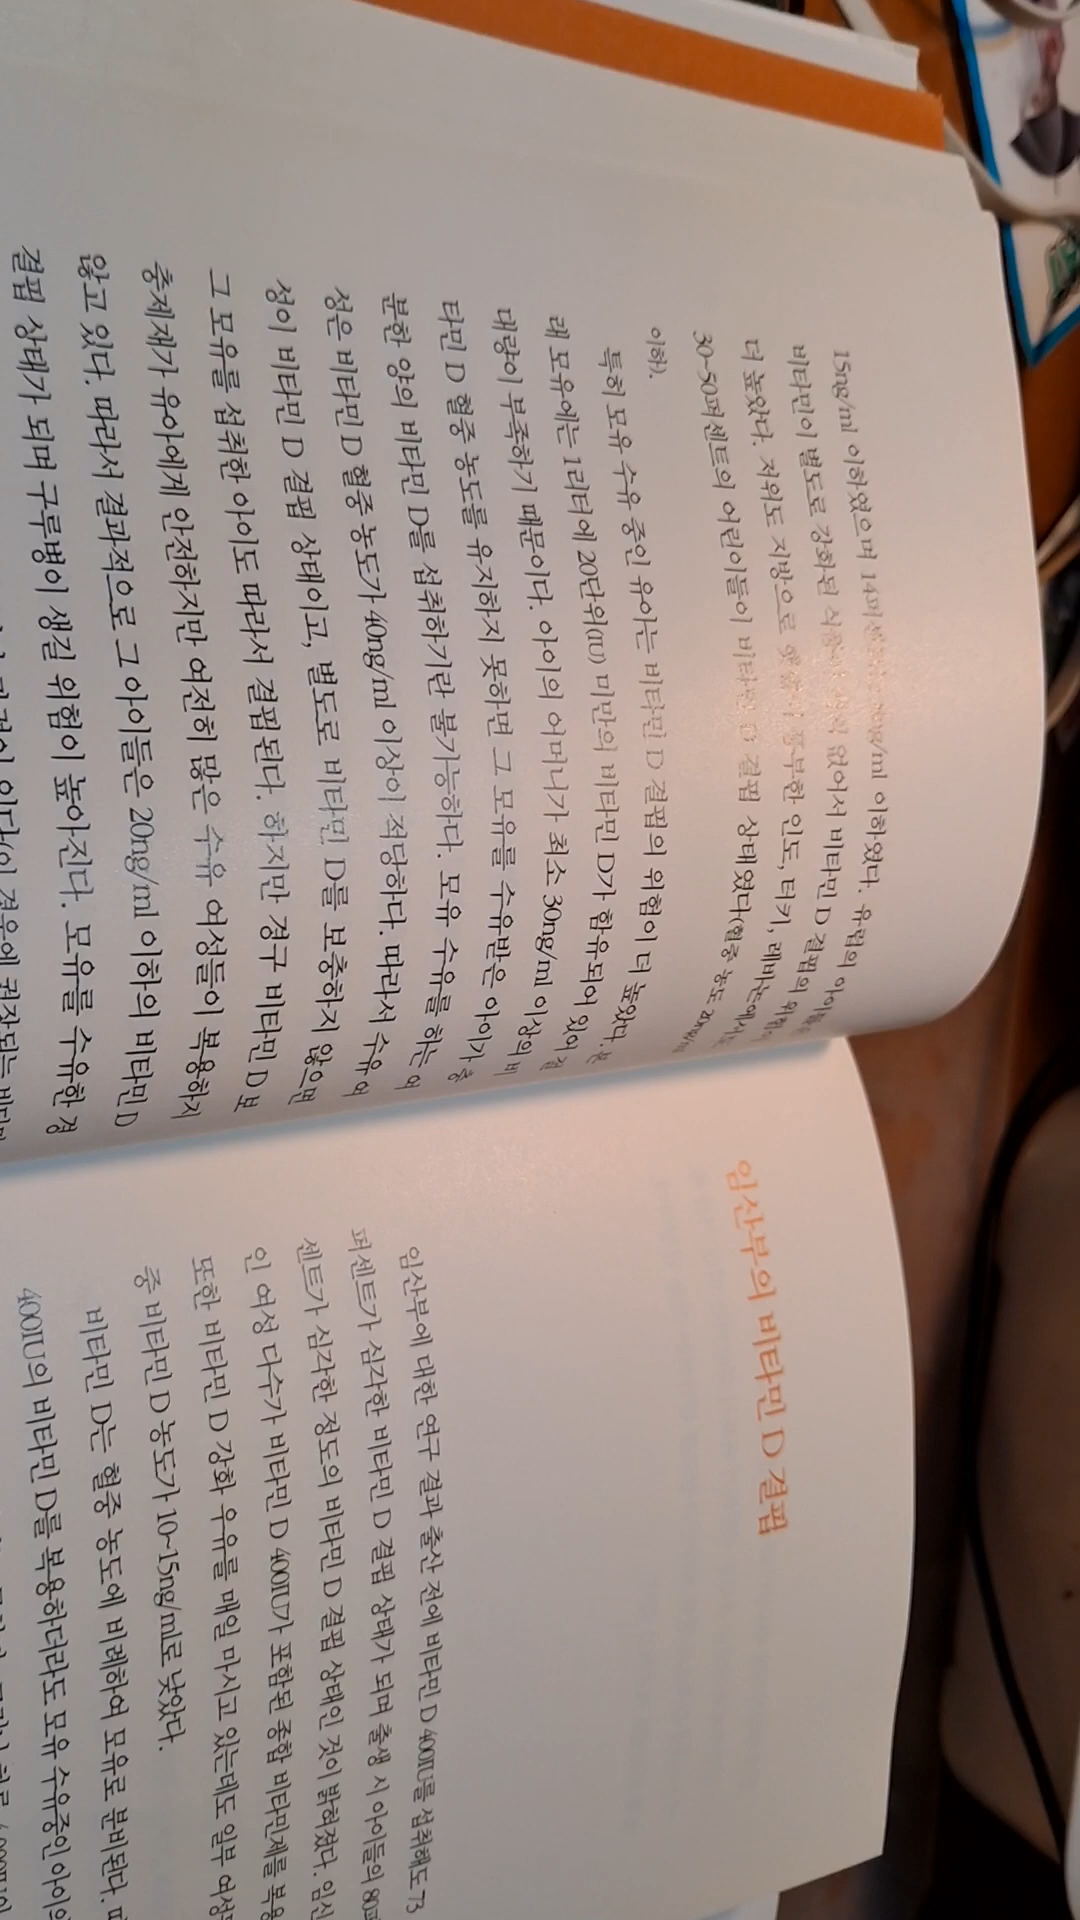 15ng/ml 이하였으며 14퍼센트는 이하였다. 유럽의 아이들은
비타민이 별도로 강화된 식품이 없어서 비타민 D 결핍의 위험이
더 높았다. 저위도 지방으로 풍부한 인도, 터키, 레바논에서도
30~50퍼센트의 어린이들이 비타민 D 결핍 상태였다(혈중 농도
이하).
특히 모유 수유 중인 유아는 비타민 D 결핍의 위험이 더 높았다. 본
래 모유에는 1리터에 20단위(IU) 미만의 비타민 D가 함유되어 있어 절
대량이 부족하기 때문이다. 아이의 어머니가 최소 30ng/ml 이상의 비
타민 D 혈중 농도를 유지하지 못하면 그 모유를 수유받은 아이가 충
분한 양의 비타민 D를 섭취하기란 불가능하다. 모유 수유를 하는 여
성은 비타민 D 혈중 농도가 40ng/ml 이상이 적당하다. 따라서 수유 여
성이 비타민 D 결핍 상태이고, 별도로 비타민 D를 보충하지 않으면
그 모유를 섭취한 아이도 따라서 결핍된다. 하지만 경구 비타민 D 보
충제제가 유아에게 안전하지만 여전히 많은 수유 여성들이 복용하지
않고 있다. 따라서 결과적으로 그 아이들은 20ng/ml 이하의 비타민 D
결핍 상태가 되며 구루병이 생길 위험이 높아진다. 모유를 수유한 경
경우에 권장되는
임산부의 비타민 D 결핍
임산부에 대한 연구 결과 출산 전에 비타민 D 400IU를 섭취해도 73
퍼센트가 심각한 비타민 D 결핍 상태가 되며 출생 시 아이들의 80퍼
센트가 심각한 정도의 비타민 D 결핍 상태인 것이 밝혀졌다. 임신
인 여성 다수가 비타민 D 400IU가 포함된 종합 비타민제를 복용
또한 비타민 D 강화 우유를 매일 마시고 있는데도 일부 여성
중 비타민 D 농도가 10~15ng/ml로 낮았다.
비타민 D는 혈중 농도에 비례하여 모유로 분비된다.
400IU의 비타민 D를 복용하더라도 모유 수유중인 아이의